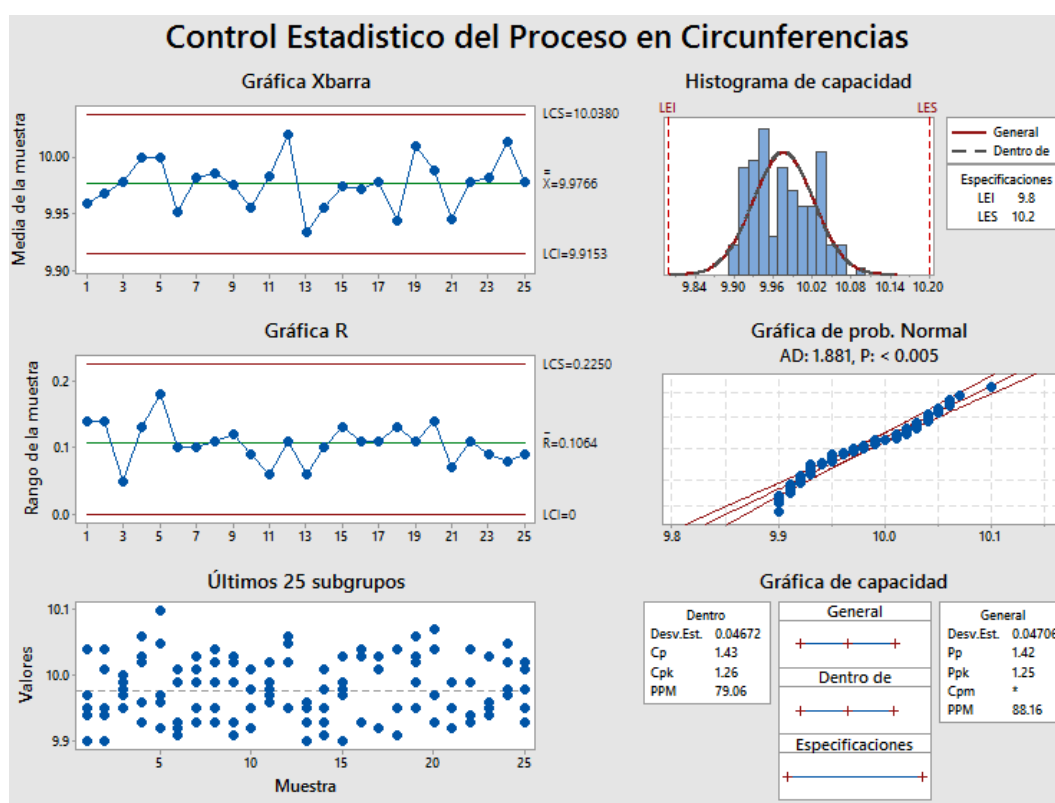 Control Estadistico del Proceso en Circunferencias
Gráfica Xbarra
Media de la muestra
10.00
9.95
9.90
1 3 5 7 9 11 13 15 17 19 21 23 25
LCS=10.0380
X=9.9766
LCI=9.9153
Histograma de capacidad
LEI LES
9.84 9.90 9.96 10.02 10.08 10.14 10.20
General
Dentro de
Especificaciones
LEI 9.8
LES 10.2
Gráfica R
Rango de la muestra
0.2
0.1
0.0
1 3 5 7 9 11 13 15 17 19 21 23 25
LCS=0.2250
R=0.1064
LCI=0
Gráfica de prob. Normal
AD: 1.881, P: < 0.005
9.8 9.9 10.0 10.1
Últimos 25 subgrupos
Valores
10.1
10.0
9.9
5 10 15 20 25
Muestra
Gráfica de capacidad
Dentro
Desv.Est. 0.04672
Cp 1.43
Cpk 1.26
PPM 79.06
General
Dentro de
Especificaciones
General
Desv.Est. 0.04706
Pp 1.42
Ppk 1.25
Cpm *
PPM 88.16